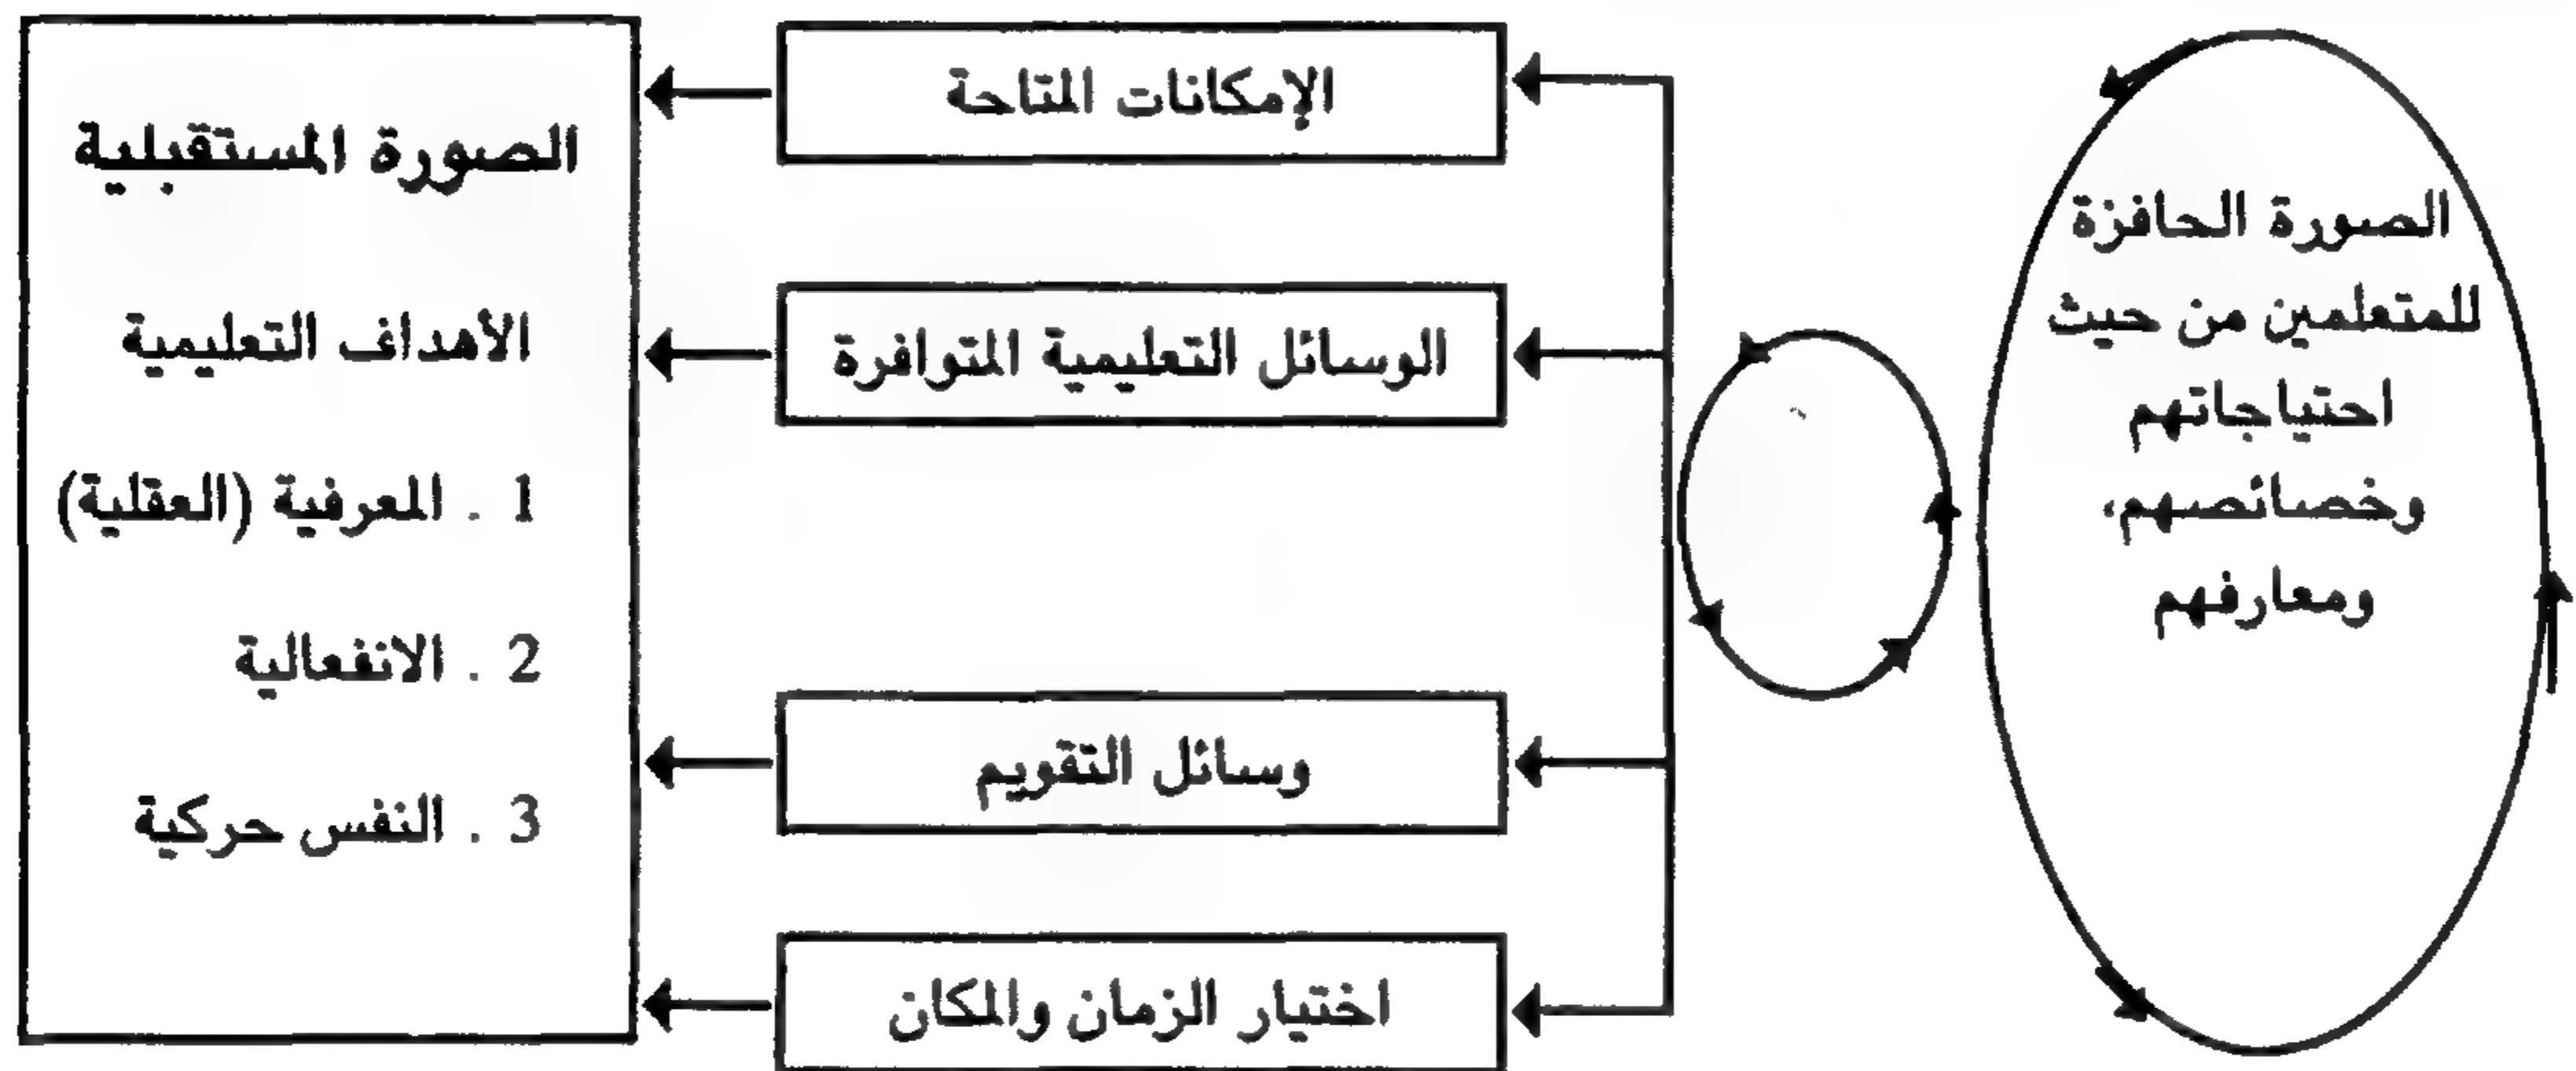 الصورة الحافزة
للمتعلمين من حيث
احتياجاتهم
وخصائصهم،
ومعارفهم
الإمكانات المتاحة
الوسائل التعليمية المتوافرة
وسائل التقويم
اختيار الزمان والمكان
الصورة المستقبلية
الأهداف التعليمية
1 . المعرفية (العقلية)
2 . الانفعالية
3 . النفس حركية